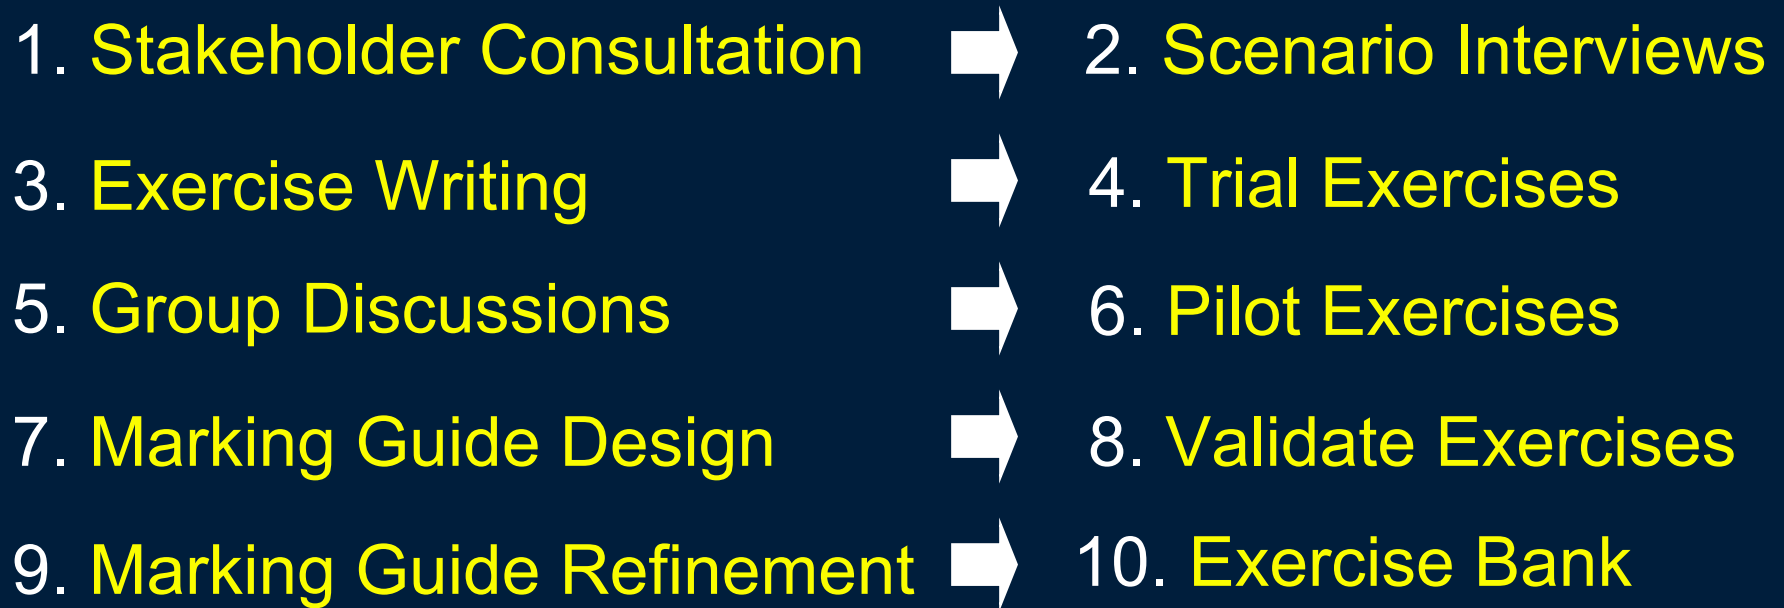 1. Stakeholder Consultation
2. Scenario Interviews
3. Exercise Writing
4. Trial Exercises
5. Group Discussions
6. Pilot Exercises
7. Marking Guide Design
8. Validate Exercises
9. Marking Guide Refinement
10. Exercise Bank